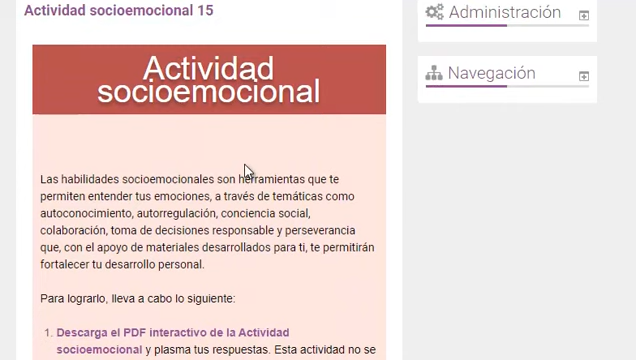 Actividad socioemocional 15
Administración
Navegación
Actividad
socioemocional
Las habilidades socioemocionales son herramientas que te
permiten entender tus emociones, a través de temáticas como
autoconocimiento, autorregulación, conciencia social,
colaboración, toma de decisiones responsable y perseverancia
que, con el apoyo de materiales desarrollados para ti, te permitirán
fortalecer tu desarrollo personal.
Para lograrlo, lleva a cabo lo siguiente:
1. Descarga el PDF interactivo de la Actividad
socioemocional y plasma tus respuestas. Esta actividad no se